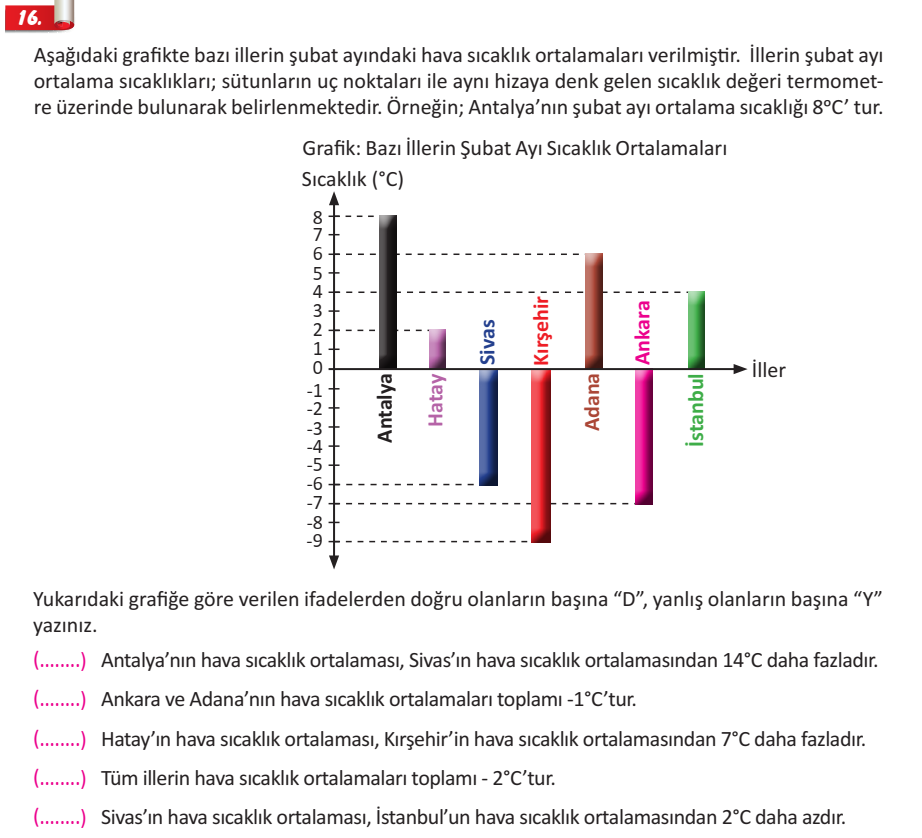 16.
Aşağıdaki grafikte bazı illerin şubat ayındaki hava sıcaklık ortalamaları verilmiştir. İllerin şubat ayı
ortalama sıcaklıkları; sütunların uç noktaları ile aynı hizaya denk gelen sıcaklık değeri termomet-
re üzerinde bulunarak belirlenmektedir. Örneğin; Antalya’nın şubat ayı ortalama sıcaklığı 8°C’ tur.
Grafik: Bazı İllerin Şubat Ayı Sıcaklık Ortalamaları
Sıcaklık (°C)
8
7
6
5
4
3
2
1
0
-1
-2
-3
-4
-5
-6
-7
-8
-9
Antalya
Hatay
Sivas
Kırşehir
Adana
Ankara
İstanbul
İller
Yukarıdaki grafiğe göre verilen ifadelerden doğru olanların başına “D”, yanlış olanların başına “Y”
yazınız.
(........) Antalya’nın hava sıcaklık ortalaması, Sivas’ın hava sıcaklık ortalamasından 14°C daha fazladır.
(........) Ankara ve Adana’nın hava sıcaklık ortalamaları toplamı -1°C’tur.
(........) Hatay’ın hava sıcaklık ortalaması, Kırşehir’in hava sıcaklık ortalamasından 7°C daha fazladır.
(........) Tüm illerin hava sıcaklık ortalamaları toplamı - 2°C’tur.
(........) Sivas’ın hava sıcaklık ortalaması, İstanbul’un hava sıcaklık ortalamasından 2°C daha azdır.